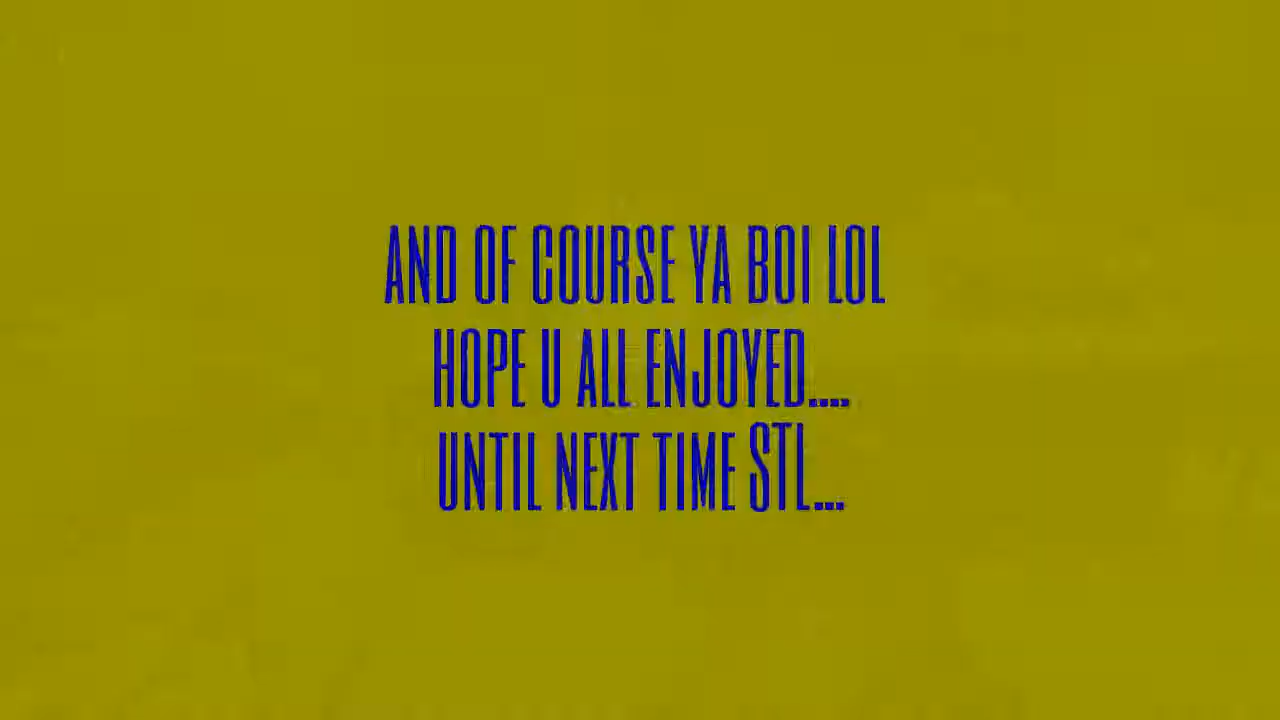 AND OF COURSE YA BOI LOL
HOPE U ALL ENJOYED....
UNTIL NEXT TIME STL...